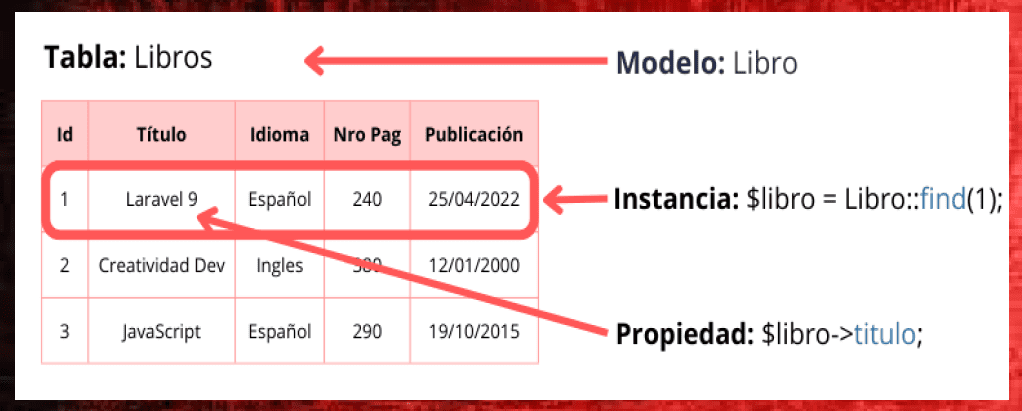 Tabla: Libros
Modelo: Libro
Id Título Idioma Nro Pag Publicación
1 Laravel 9 Español 240 25/04/2022
Instancia: $libro = Libro::find(1);
2 Creatividad Dev Ingles 12/01/2000
3 JavaScript Español 290 19/10/2015
Propiedad: $libro->titulo;